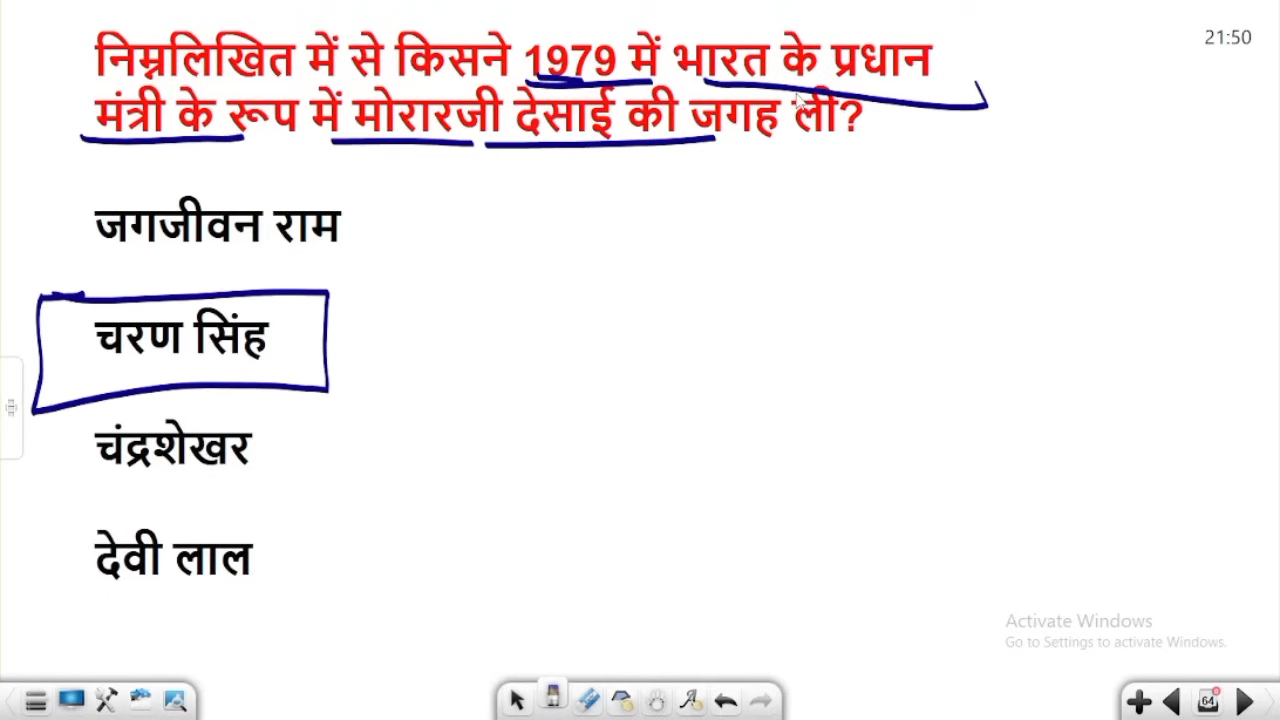 21:50
निम्नलिखित में से किसने 1979 में भारत के प्रधान
मंत्री के रूप में मोरारजी देसाई की जगह ली?
जगजीवन राम
चरण सिंह
चंद्रशेखर
देवी लाल
Activate Windows
Go to Settings to activate Windows.
64